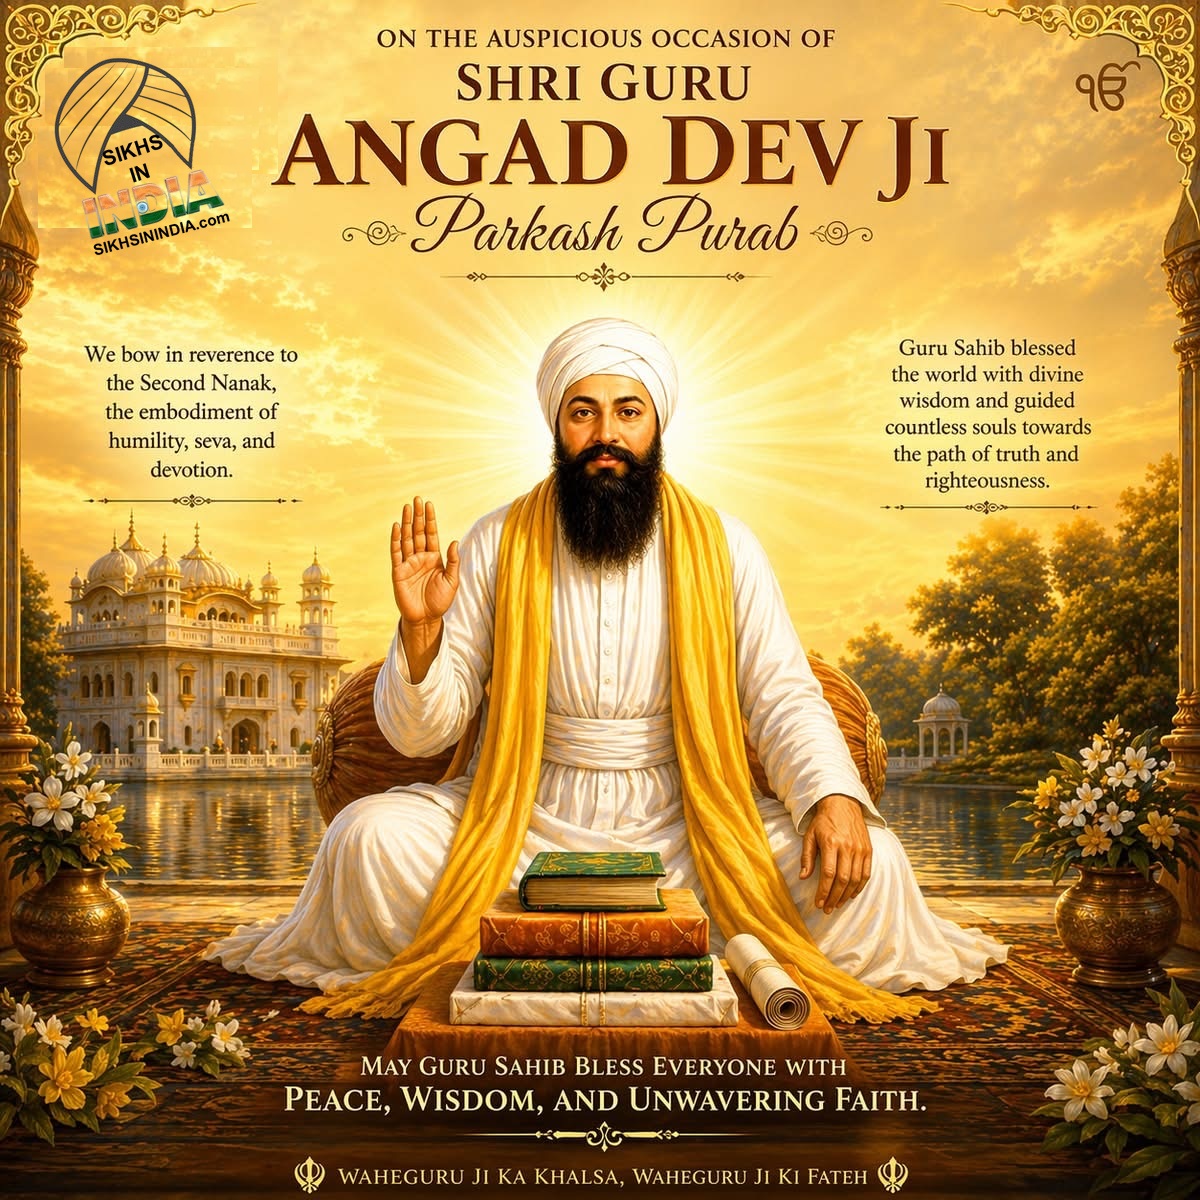 ON THE AUSPICIOUS OCCASION OF
SHRI GURU
ANGAD DEV JI
Parkash Purab
ੴ
SIKHS
IN
INDIA
SIKHSININDIA.com
We bow in reverence to
the Second Nanak,
the embodiment of
humility, seva, and
devotion.
Guru Sahib blessed
the world with divine
wisdom and guided
countless souls towards
the path of truth and
righteousness.
MAY GURU SAHIB BLESS EVERYONE WITH
PEACE, WISDOM, AND UNWAVERING FAITH.
WAHEGURU JI KA KHALSA, WAHEGURU JI KI FATEH